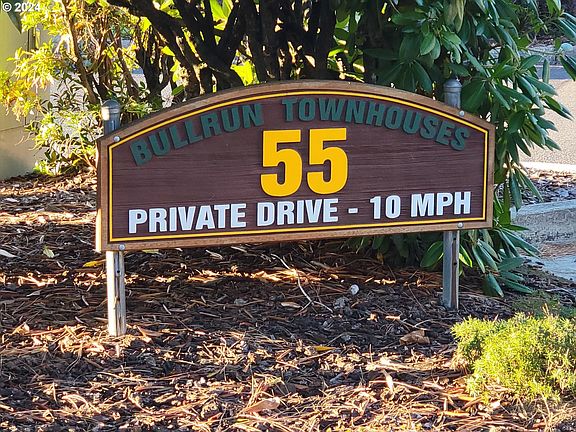 © 2024
BULLRUN TOWNHOUSES
55
PRIVATE DRIVE - 10 MPH